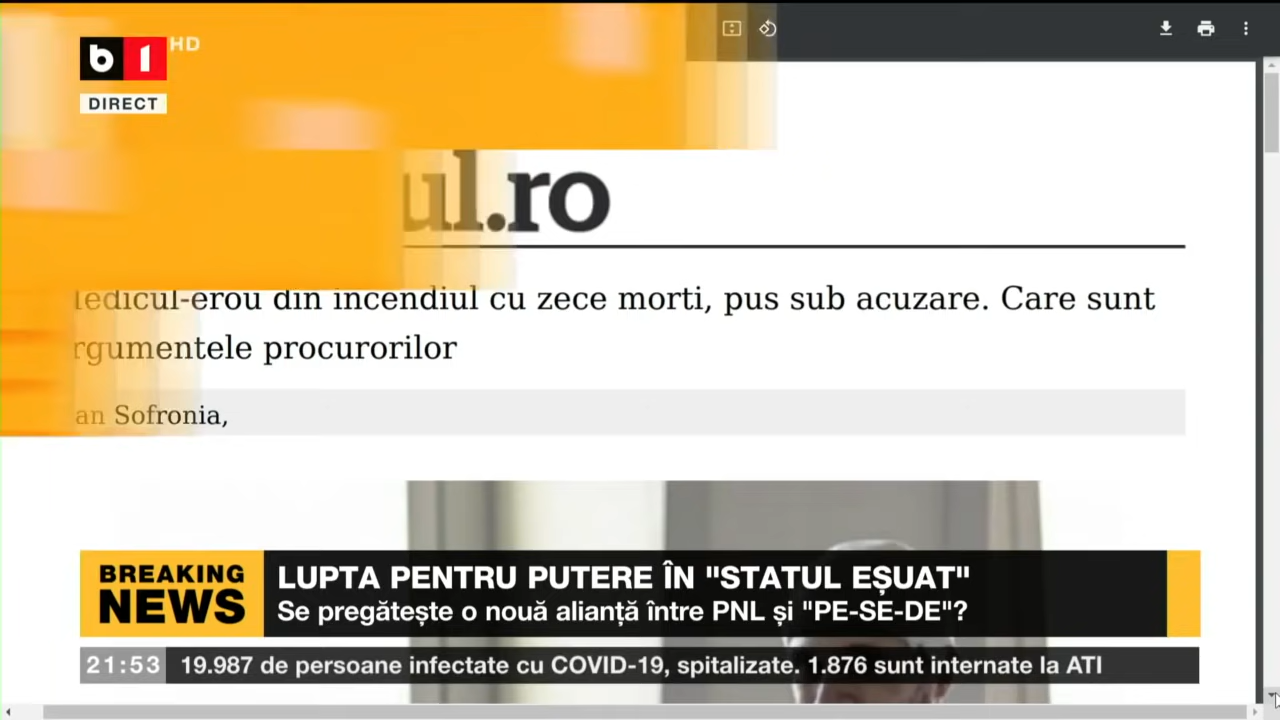 b1 HD
DIRECT
ul.ro
edicul-erou din incendiul cu zece morti, pus sub acuzare. Care sunt
rgumentele procurorilor
an Sofronia,
BREAKING
NEWS
LUPTA PENTRU PUTERE ÎN "STATUL EȘUAT"
Se pregătește o nouă alianță între PNL și "PE-SE-DE"?
21:53 19.987 de persoane infectate cu COVID-19, spitalizate. 1.876 sunt internate la ATI